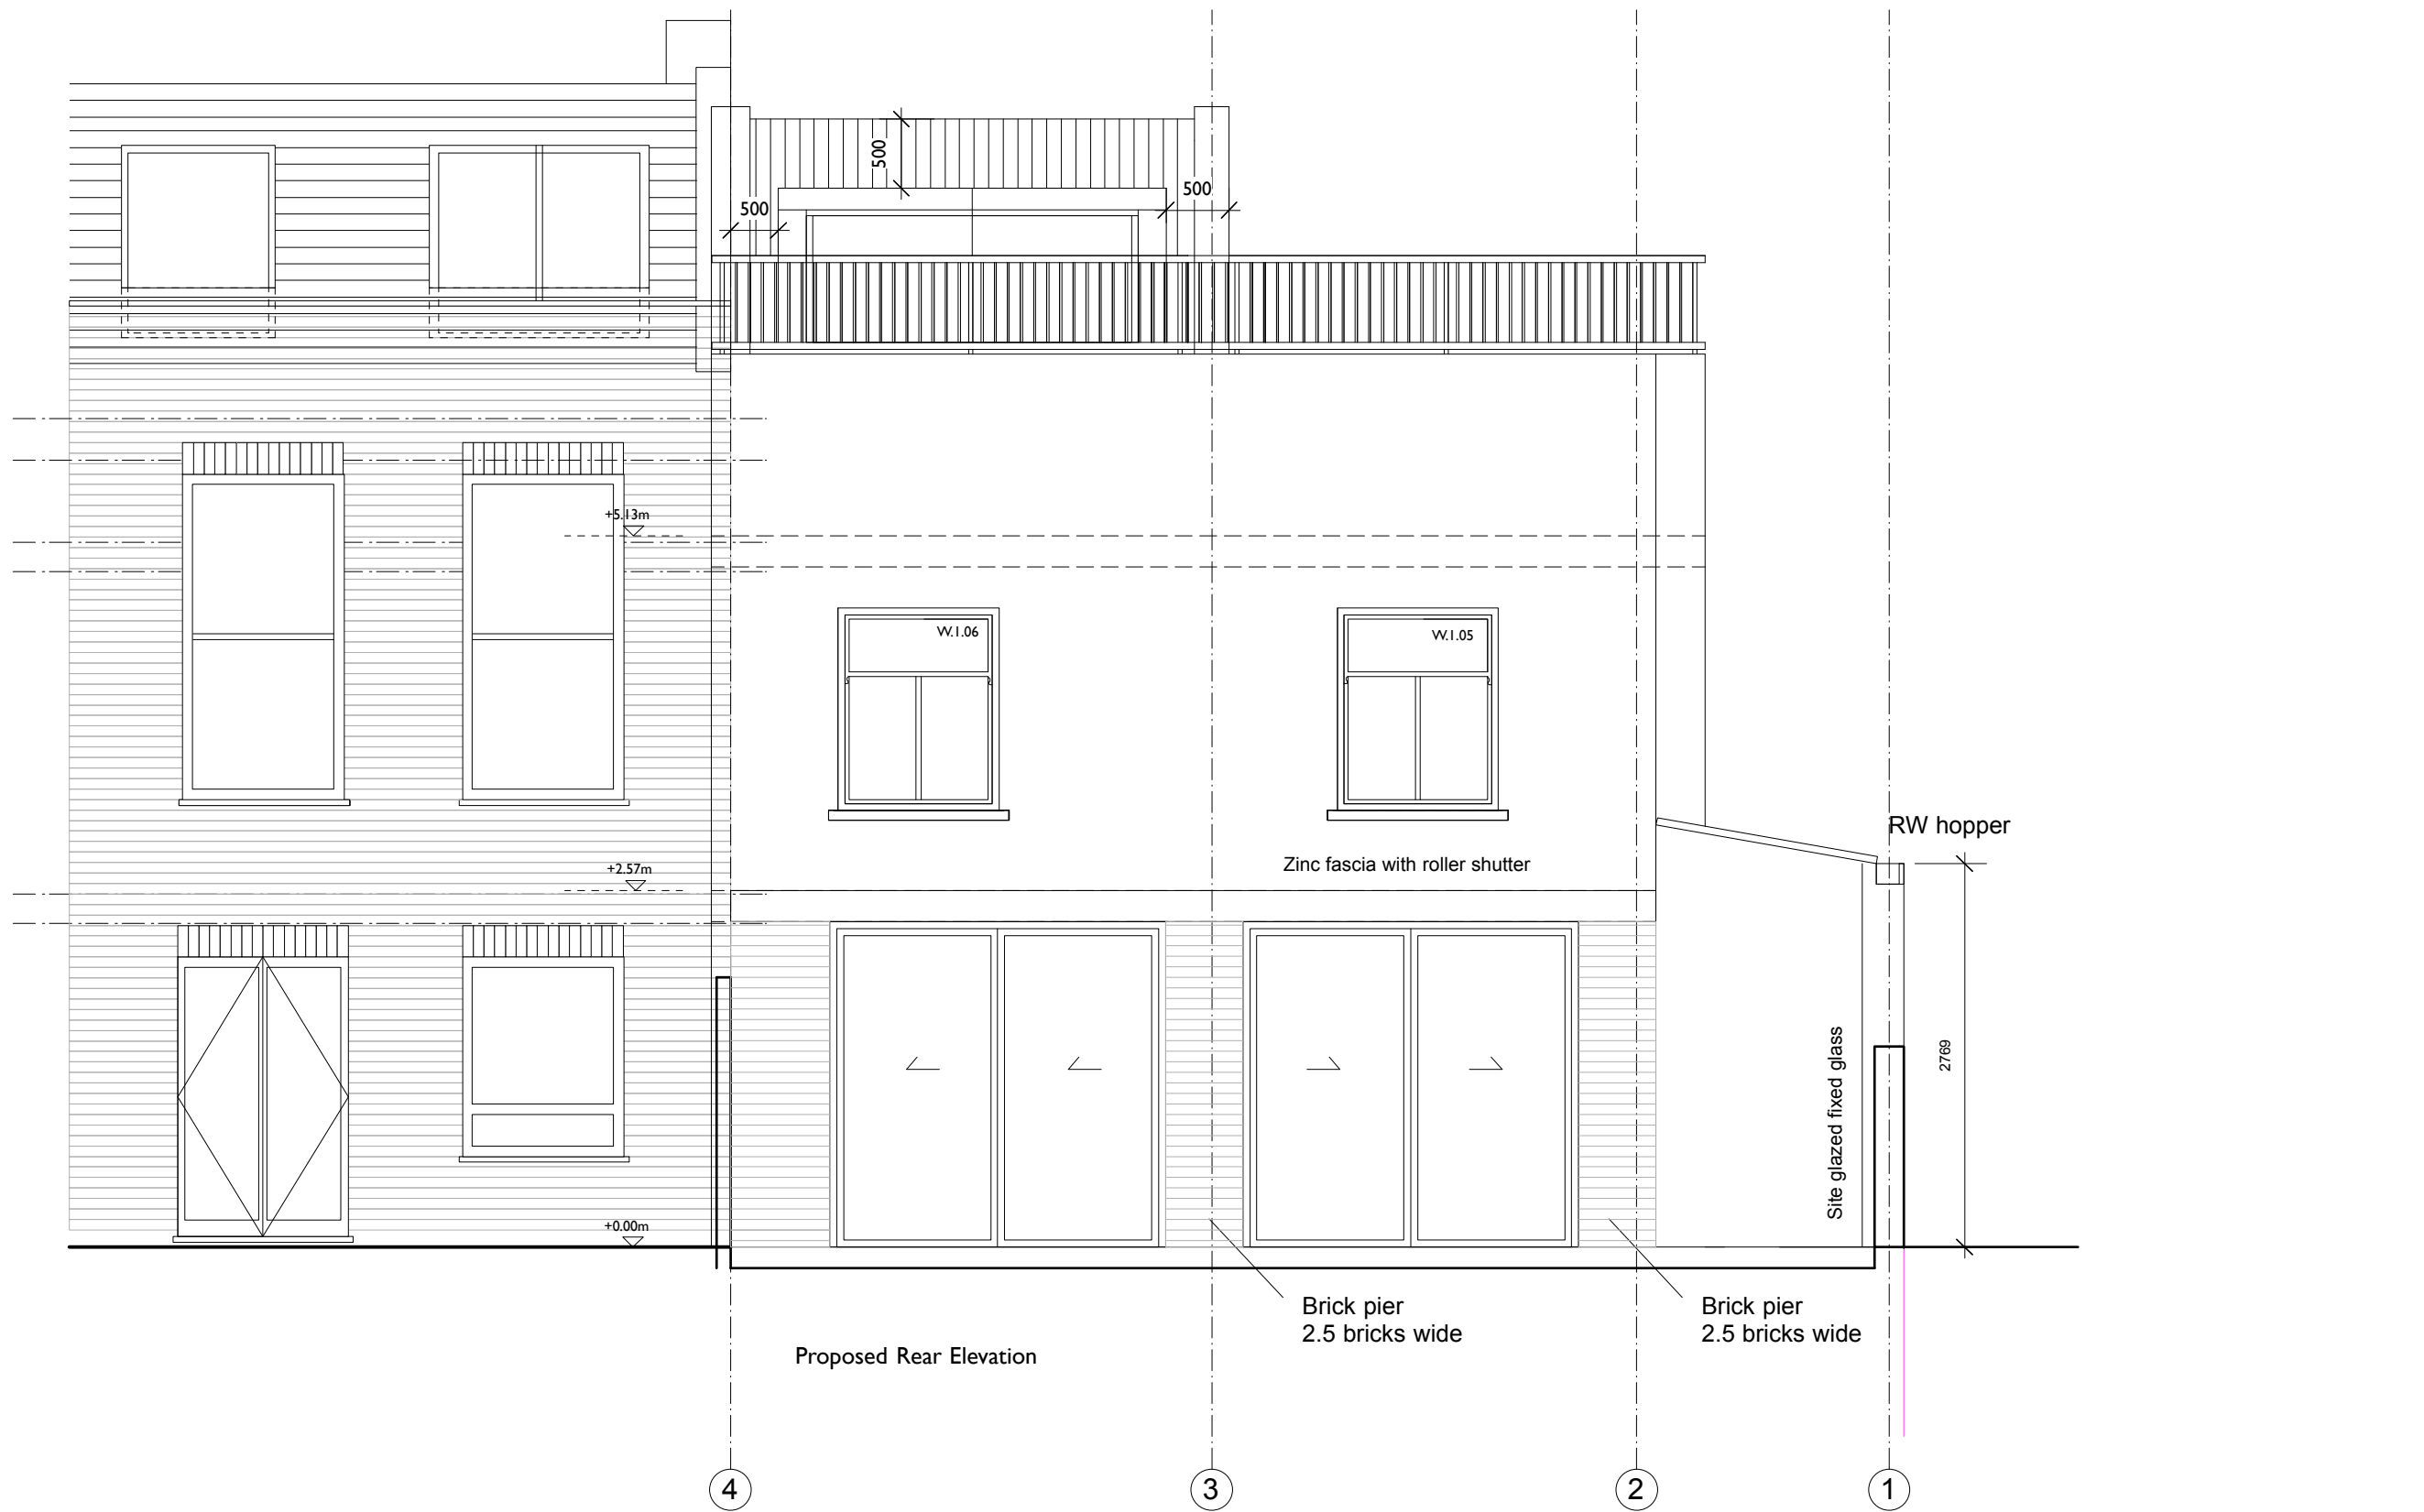 500
500
500
+5.13m
W.1.06
W.1.05
RW hopper
Zinc fascia with roller shutter
+2.57m
Site glazed fixed glass
2769
+0.00m
Brick pier
2.5 bricks wide
Brick pier
2.5 bricks wide
Proposed Rear Elevation
4
3
2
1